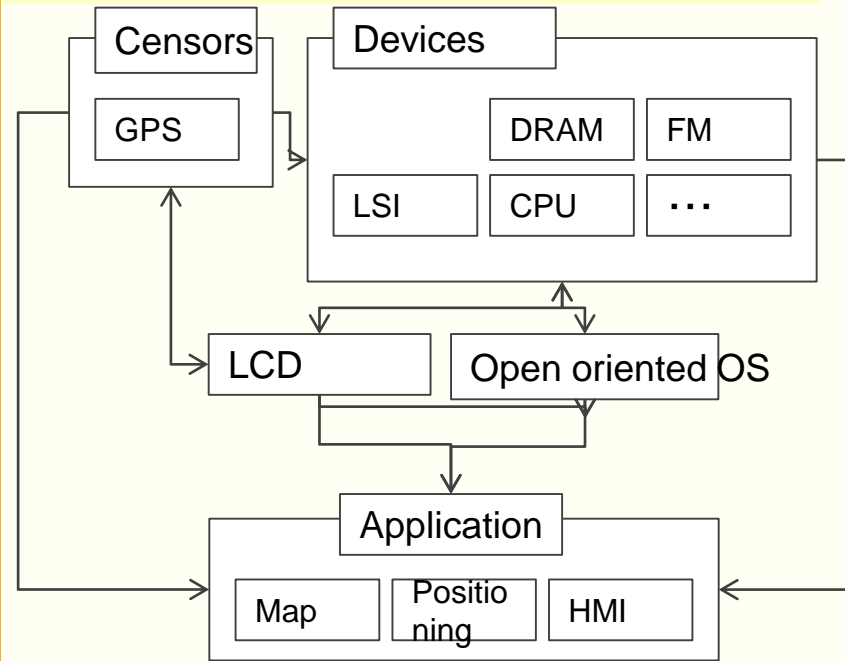 Censors
GPS
Devices
DRAM
FM
LSI
CPU
...
LCD
Open oriented OS
Application
Map
Positio
ning
HMI